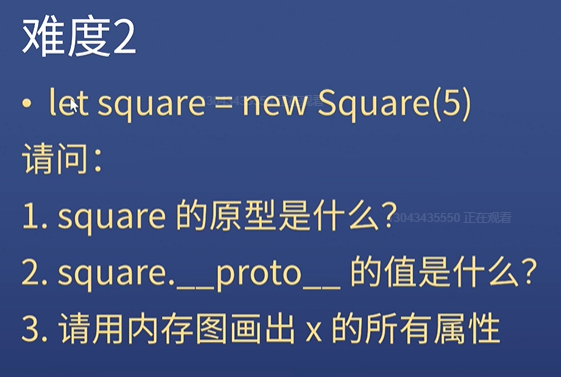 难度2
• let square = new Square(5)
请问：
1. square 的原型是什么？
3043435550 正在观看
2. square.__proto__ 的值是什么？
3. 请用内存图画出 x 的所有属性